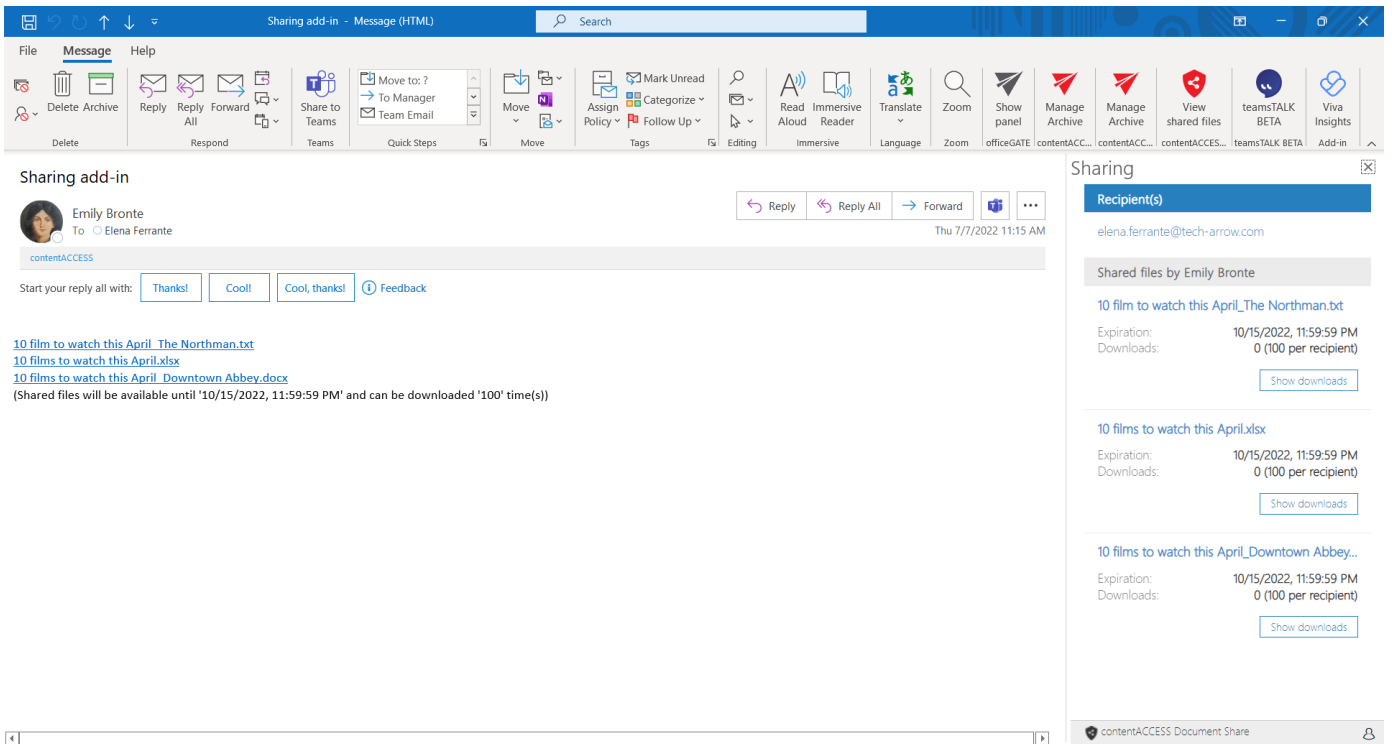 Sharing add-in - Message (HTML)
Search
File Message Help
Delete Archive
Reply Reply All Forward
Share to Teams
Move to: ?
To Manager
Team Email
Move
Assign Policy
Mark Unread
Categorize
Follow Up
Read Aloud
Immersive Reader
Translate
Zoom
Show panel
Manage Archive
Manage Archive
View shared files
teamsTALK BETA
Viva Insights
Delete Respond Teams Quick Steps Move Tags Editing Immersive Language Zoom officeGATE contentACC... contentACC... contentACCES... teamsTALK BETA Add-in
Sharing add-in
Emily Bronte
To Elena Ferrante
Reply Reply All Forward
Thu 7/7/2022 11:15 AM
contentACCESS
Start your reply all with: Thanks! Cool! Cool, thanks! Feedback
10 film to watch this April_The Northman.txt
10 films to watch this April.xlsx
10 films to watch this April_Downtown Abbey.docx
(Shared files will be available until '10/15/2022, 11:59:59 PM' and can be downloaded '100' time(s))
Sharing
Recipient(s)
elena.ferrante@tech-arrow.com
Shared files by Emily Bronte
10 film to watch this April_The Northman.txt
Expiration: 10/15/2022, 11:59:59 PM
Downloads: 0 (100 per recipient)
Show downloads
10 films to watch this April.xlsx
Expiration: 10/15/2022, 11:59:59 PM
Downloads: 0 (100 per recipient)
Show downloads
10 films to watch this April_Downtown Abbey...
Expiration: 10/15/2022, 11:59:59 PM
Downloads: 0 (100 per recipient)
Show downloads
contentACCESS Document Share